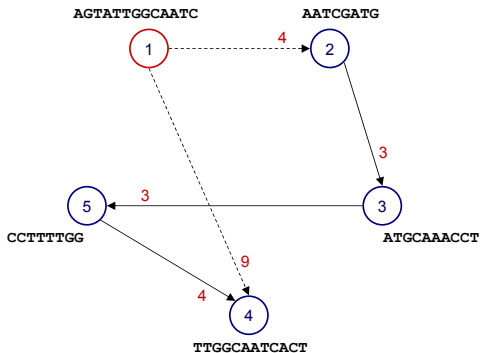 AGTATTGGCAATC AATCGATG
1 4 2
3
5 3 3
CCTTTTGG ATGCAAACCT
9
4
4
TTGGCAATCACT